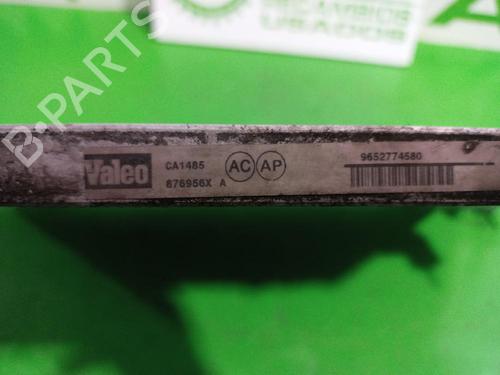 RECAMBIOS
USADOS
B-PARTS
Valeo
CA1485
876956X A
AC AP
9652774580